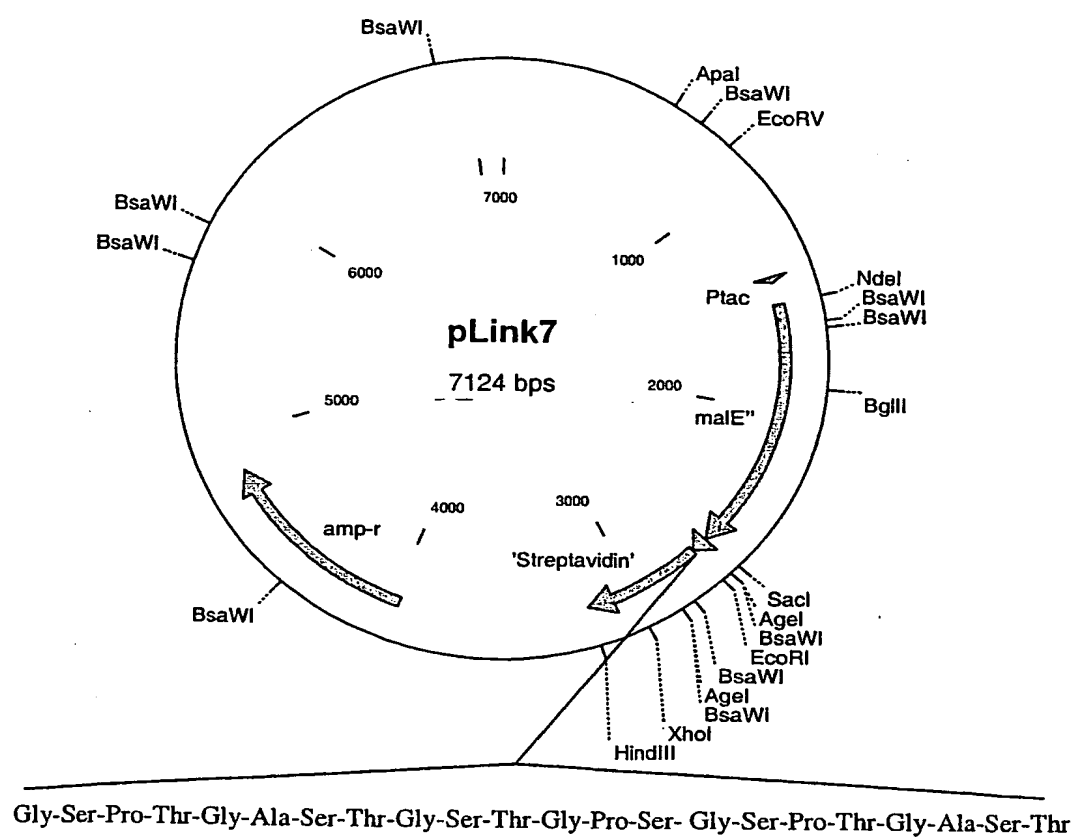 BsaWI
ApaI
BsaWI
EcoRV
BsaWI
BsaWI
7000
6000
1000
NdeI
BsaWI
BsaWI
Ptac
pLink7
7124 bps
5000
2000
malE"
BglII
4000
3000
amp-r
'Streptavidin'
BsaWI
SacI
AgeI
BsaWI
EcoRI
BsaWI
AgeI
BsaWI
XhoI
HindIII
Gly-Ser-Pro-Thr-Gly-Ala-Ser-Thr-Gly-Ser-Thr-Gly-Pro-Ser- Gly-Ser-Pro-Thr-Gly-Ala-Ser-Thr